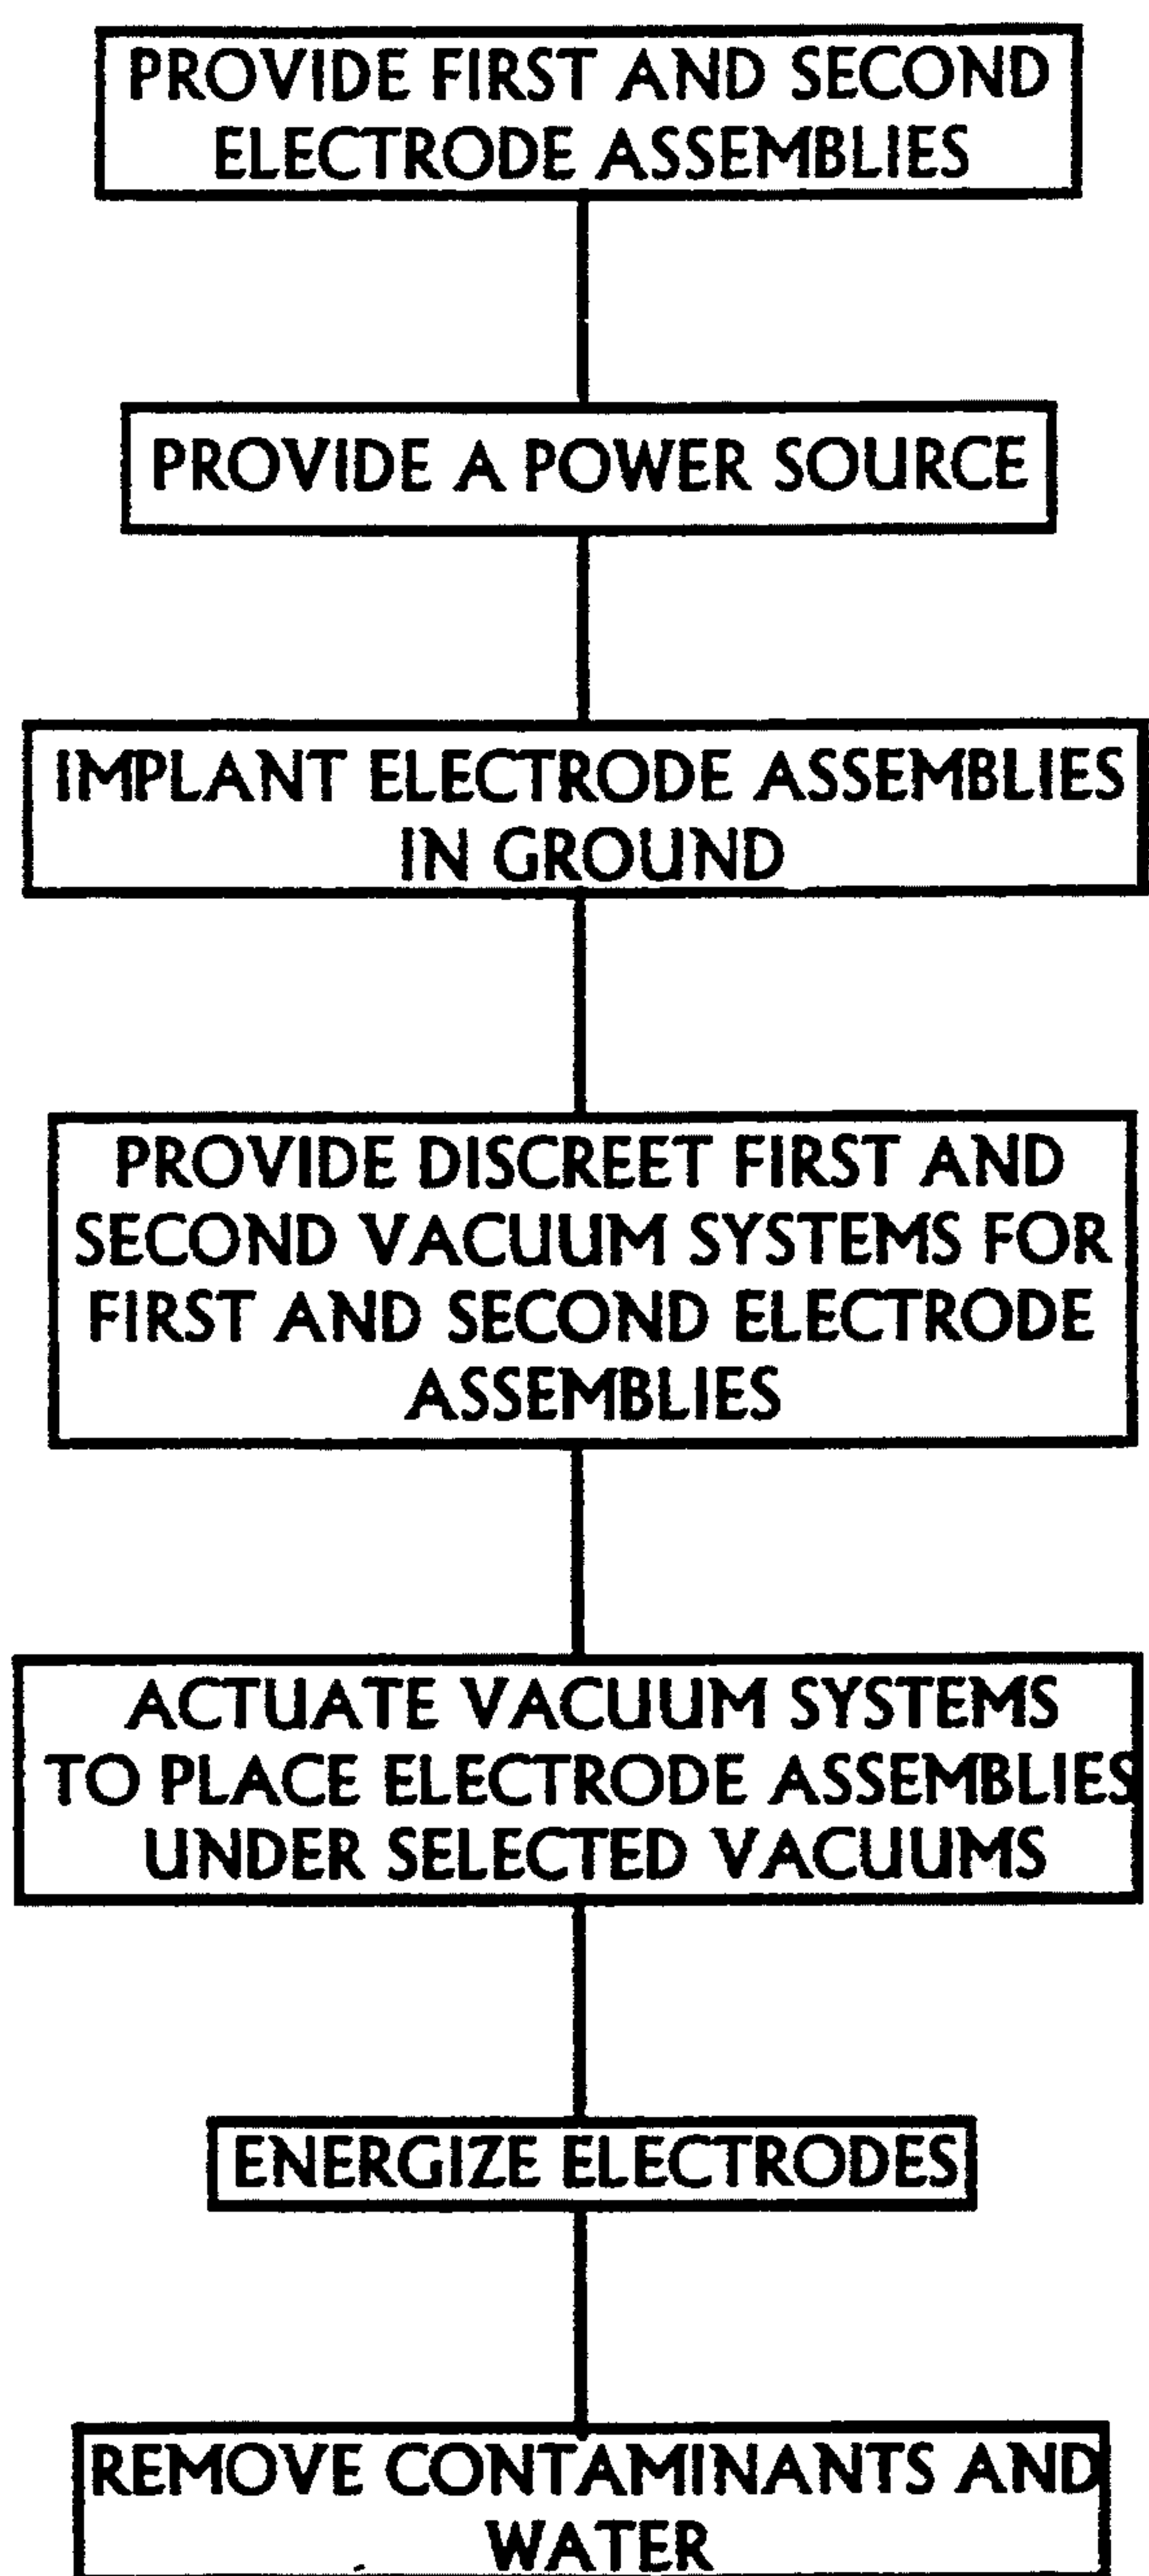 PROVIDE FIRST AND SECOND
ELECTRODE ASSEMBLIES
PROVIDE A POWER SOURCE
IMPLANT ELECTRODE ASSEMBLIES
IN GROUND
PROVIDE DISCREET FIRST AND
SECOND VACUUM SYSTEMS FOR
FIRST AND SECOND ELECTRODE
ASSEMBLIES
ACTUATE VACUUM SYSTEMS
TO PLACE ELECTRODE ASSEMBLIES
UNDER SELECTED VACUUMS
ENERGIZE ELECTRODES
REMOVE CONTAMINANTS AND
WATER